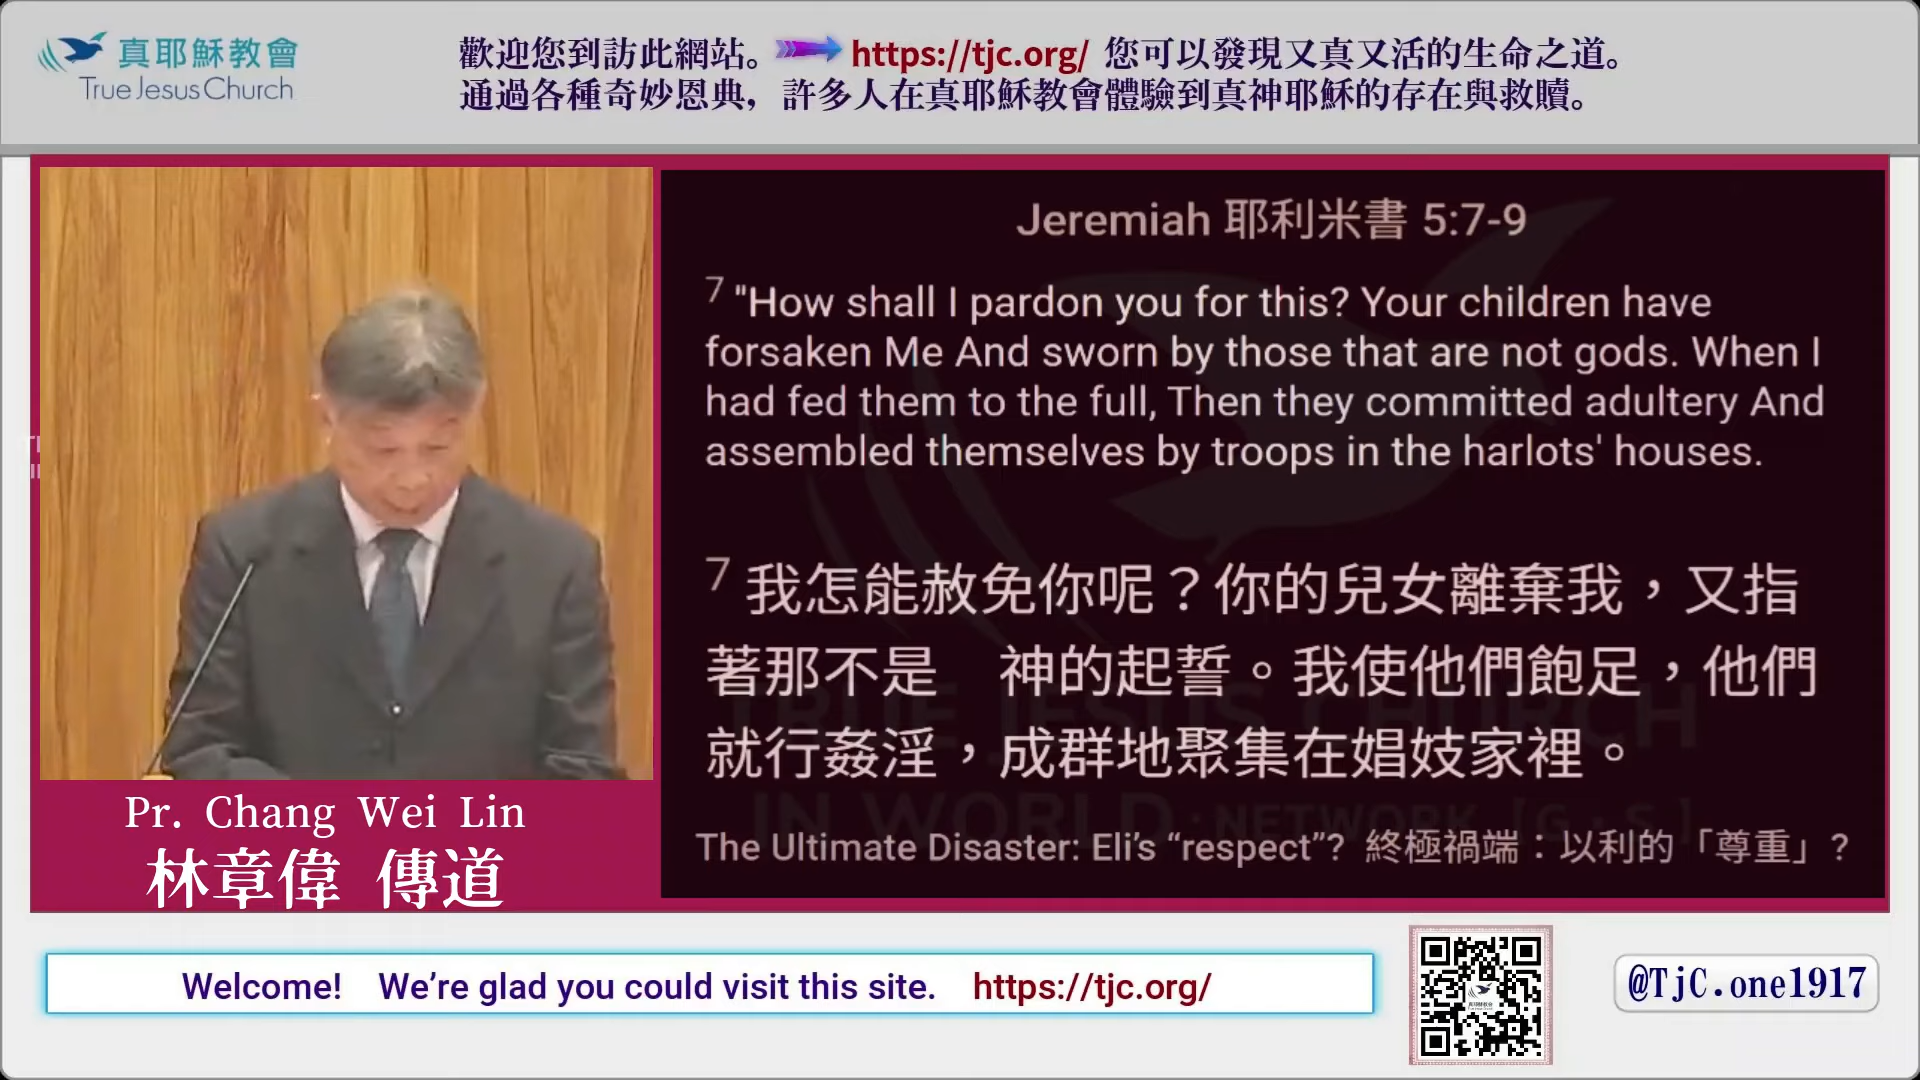 真耶穌教會
True Jesus Church
歡迎您到訪此網站。 https://tjc.org/ 您可以發現又真又活的生命之道。
通過各種奇妙恩典，許多人在真耶穌教會體驗到真神耶穌的存在與救贖。
Jeremiah 耶利米書 5:7-9
7 "How shall I pardon you for this? Your children have
forsaken Me And sworn by those that are not gods. When I
had fed them to the full, Then they committed adultery And
assembled themselves by troops in the harlots' houses.
7 我怎能赦免你呢？你的兒女離棄我，又指
著那不是　神的起誓。我使他們飽足，他們
就行姦淫，成群地聚集在娼妓家裡。
TRUE JESUS CHURCH
IN WORLD · NETWORK [G · S]
The Ultimate Disaster: Eli’s “respect”? 終極禍端：以利的「尊重」?
Pr. Chang Wei Lin
林章偉 傳道
Welcome! We’re glad you could visit this site. https://tjc.org/
@TjC.one1917